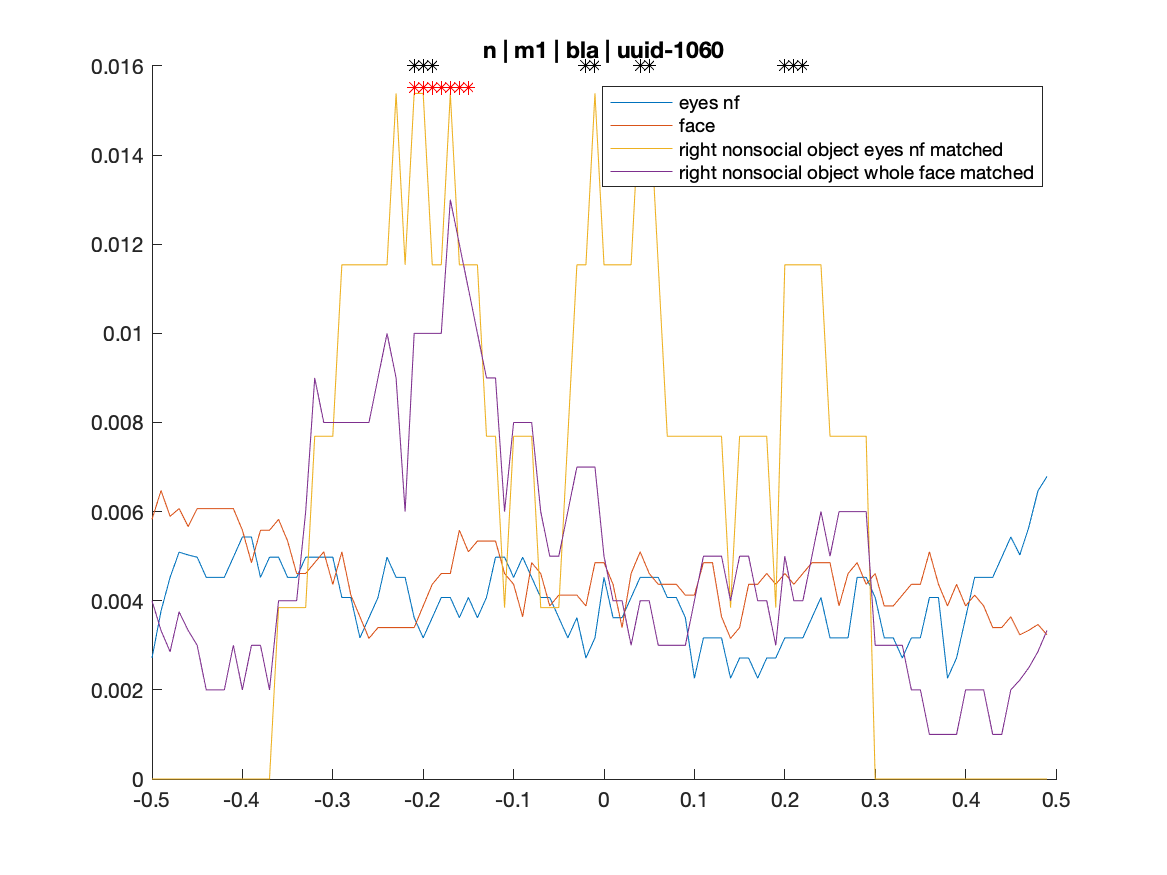 n | m1 | bla | uuid-1060
0.016
0.014
0.012
0.01
0.008
0.006
0.004
0.002
0
eyes nf
face
right nonsocial object eyes nf matched
right nonsocial object whole face matched
-0.5 -0.4 -0.3 -0.2 -0.1 0 0.1 0.2 0.3 0.4 0.5